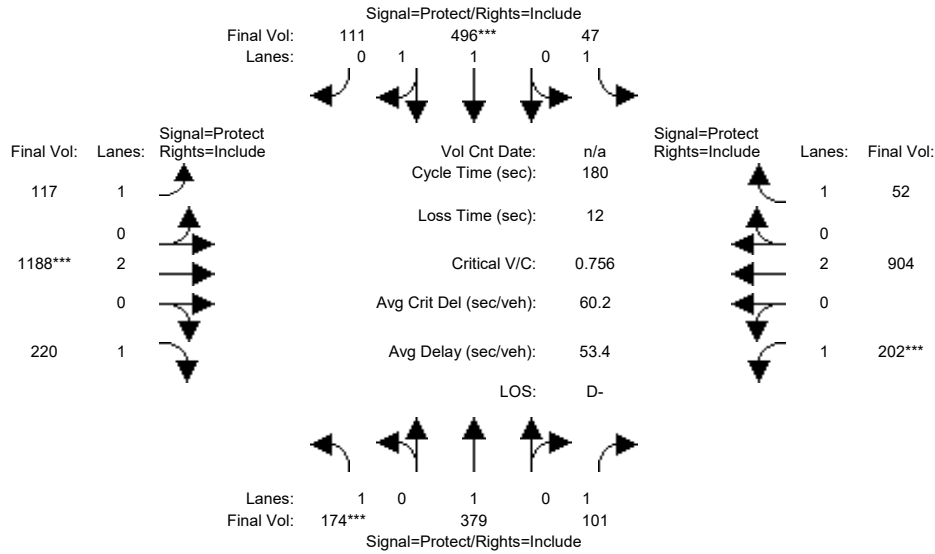 Signal=Protect/Rights=Include
Final Vol: 111 496*** 47
Lanes: 0 1 1 0 1
Signal=Protect Signal=Protect
Final Vol: Lanes: Rights=Include Vol Cnt Date: n/a Rights=Include Lanes: Final Vol:
Cycle Time (sec): 180
117 1 1 52
Loss Time (sec): 12
0 0
1188*** 2 Critical V/C: 0.756 2 904
0 Avg Crit Del (sec/veh): 60.2 0
220 1 Avg Delay (sec/veh): 53.4 1 202***
LOS: D-
Lanes: 1 0 1 0 1
Final Vol: 174*** 379 101
Signal=Protect/Rights=Include